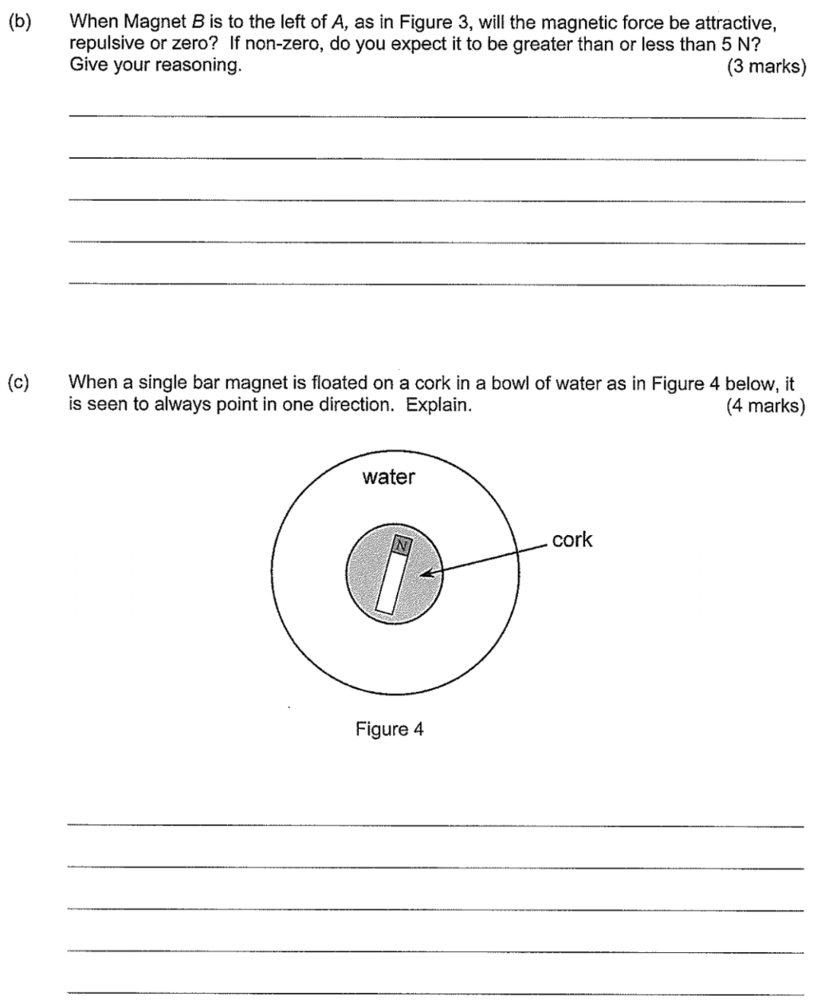 (b) When Magnet B is to the left of A, as in Figure 3, will the magnetic force be attractive,
repulsive or zero? If non-zero, do you expect it to be greater than or less than 5 N?
Give your reasoning. (3 marks)
(c) When a single bar magnet is floated on a cork in a bowl of water as in Figure 4 below, it
is seen to always point in one direction. Explain. (4 marks)
water
N
cork
Figure 4